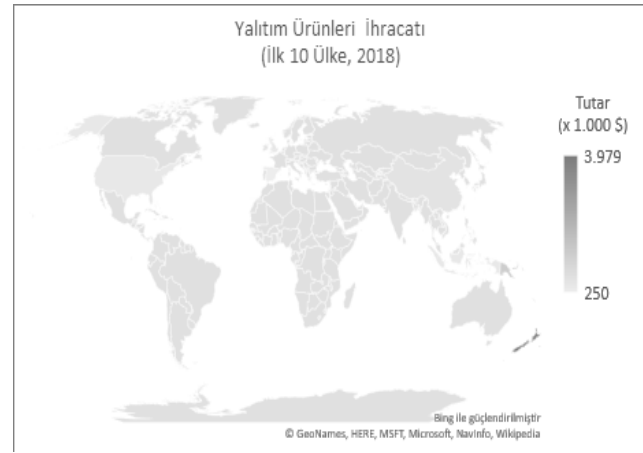 Yalıtım Ürünleri İhracatı
(İlk 10 Ülke, 2018)
Tutar
(x 1.000 $)
3.979
250
Bing ile güçlendirilmiştir
© GeoNames, HERE, MSFT, Microsoft, NavInfo, Wikipedia